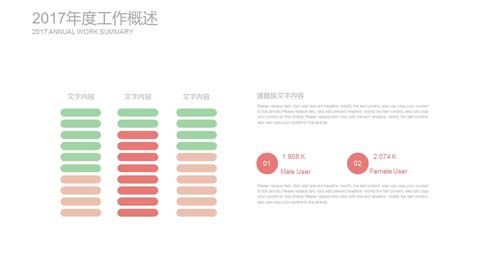 2017年度工作概述
2017 ANNUAL WORK SUMMARY
文字内容 文字内容 文字内容
请替换文字内容
Please replace text, click add relevant headline, modify the text content, also can copy your content
to this directly.Please replace text, click add relevant headline, modify the text content, also can copy
your content to this directly.Please replace text, click add relevant headline, modify the text content,
also can copy your content to this directly.
01 1.908 K
Male User
02 2.074 K
Female User
Please replace text, click add relevant headline, modify the text content, also can copy your content
to this directly.Please replace text, click add relevant headline, modify the text content, also can copy
your content to this directly.Please replace text, click add relevant headline, modify the text content,
also can copy your content to this directly.